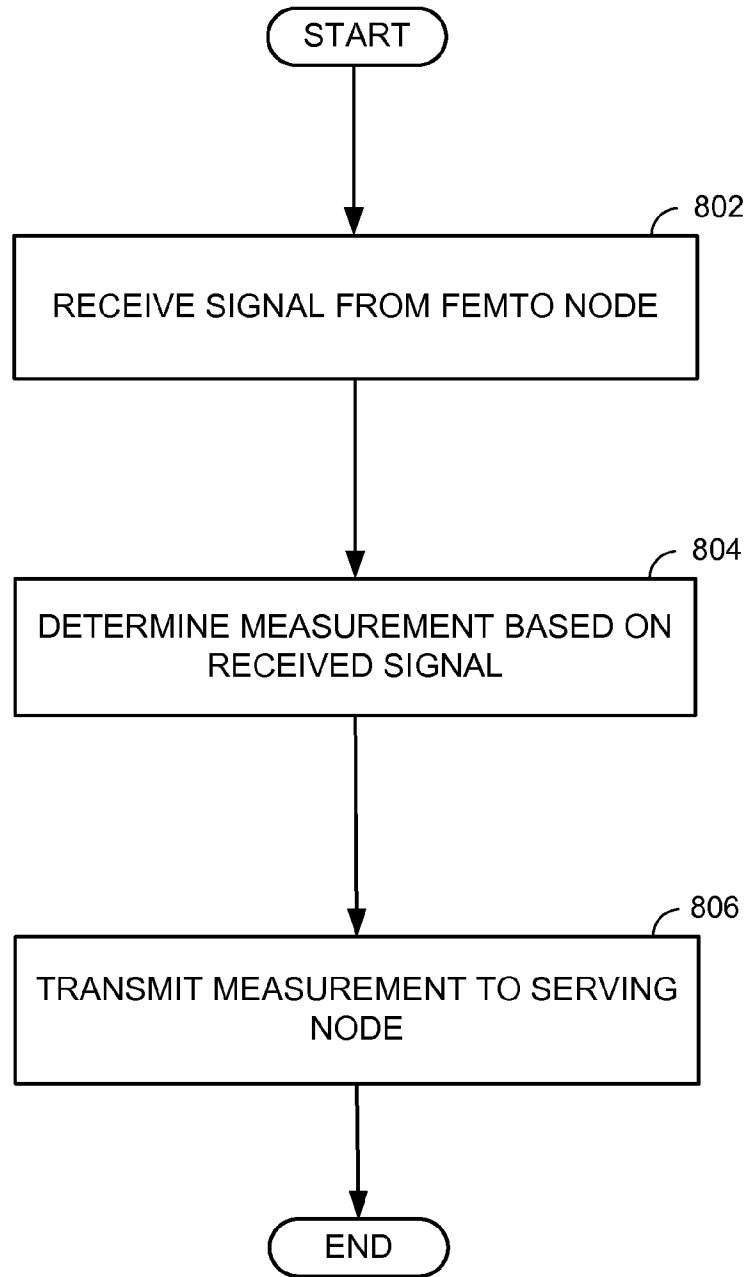 START
802
RECEIVE SIGNAL FROM FEMTO NODE
804
DETERMINE MEASUREMENT BASED ON
RECEIVED SIGNAL
806
TRANSMIT MEASUREMENT TO SERVING
NODE
END